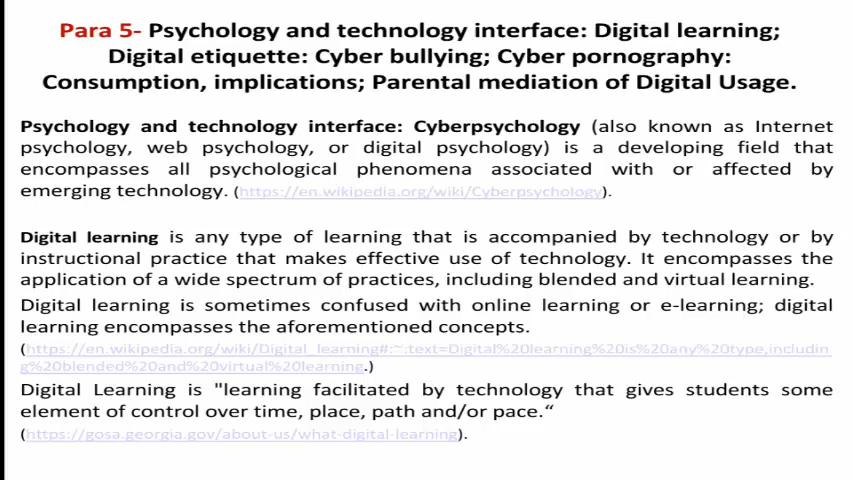 Para 5- Psychology and technology interface: Digital learning;
Digital etiquette: Cyber bullying; Cyber pornography:
Consumption, implications; Parental mediation of Digital Usage.
Psychology and technology interface: Cyberpsychology (also known as Internet
psychology, web psychology, or digital psychology) is a developing field that
encompasses all psychological phenomena associated with or affected by
emerging technology. (https://en.wikipedia.org/wiki/Cyberpsychology).
Digital learning is any type of learning that is accompanied by technology or by
instructional practice that makes effective use of technology. It encompasses the
application of a wide spectrum of practices, including blended and virtual learning.
Digital learning is sometimes confused with online learning or e-learning; digital
learning encompasses the aforementioned concepts.
(https://en.wikipedia.org/wiki/Digital_learning#:~:text=Digital%20learning%20is%20any%20type,includin
g%20blended%20and%20virtual%20learning.)
Digital Learning is "learning facilitated by technology that gives students some
element of control over time, place, path and/or pace.“
(https://gosa.georgia.gov/about-us/what-digital-learning).